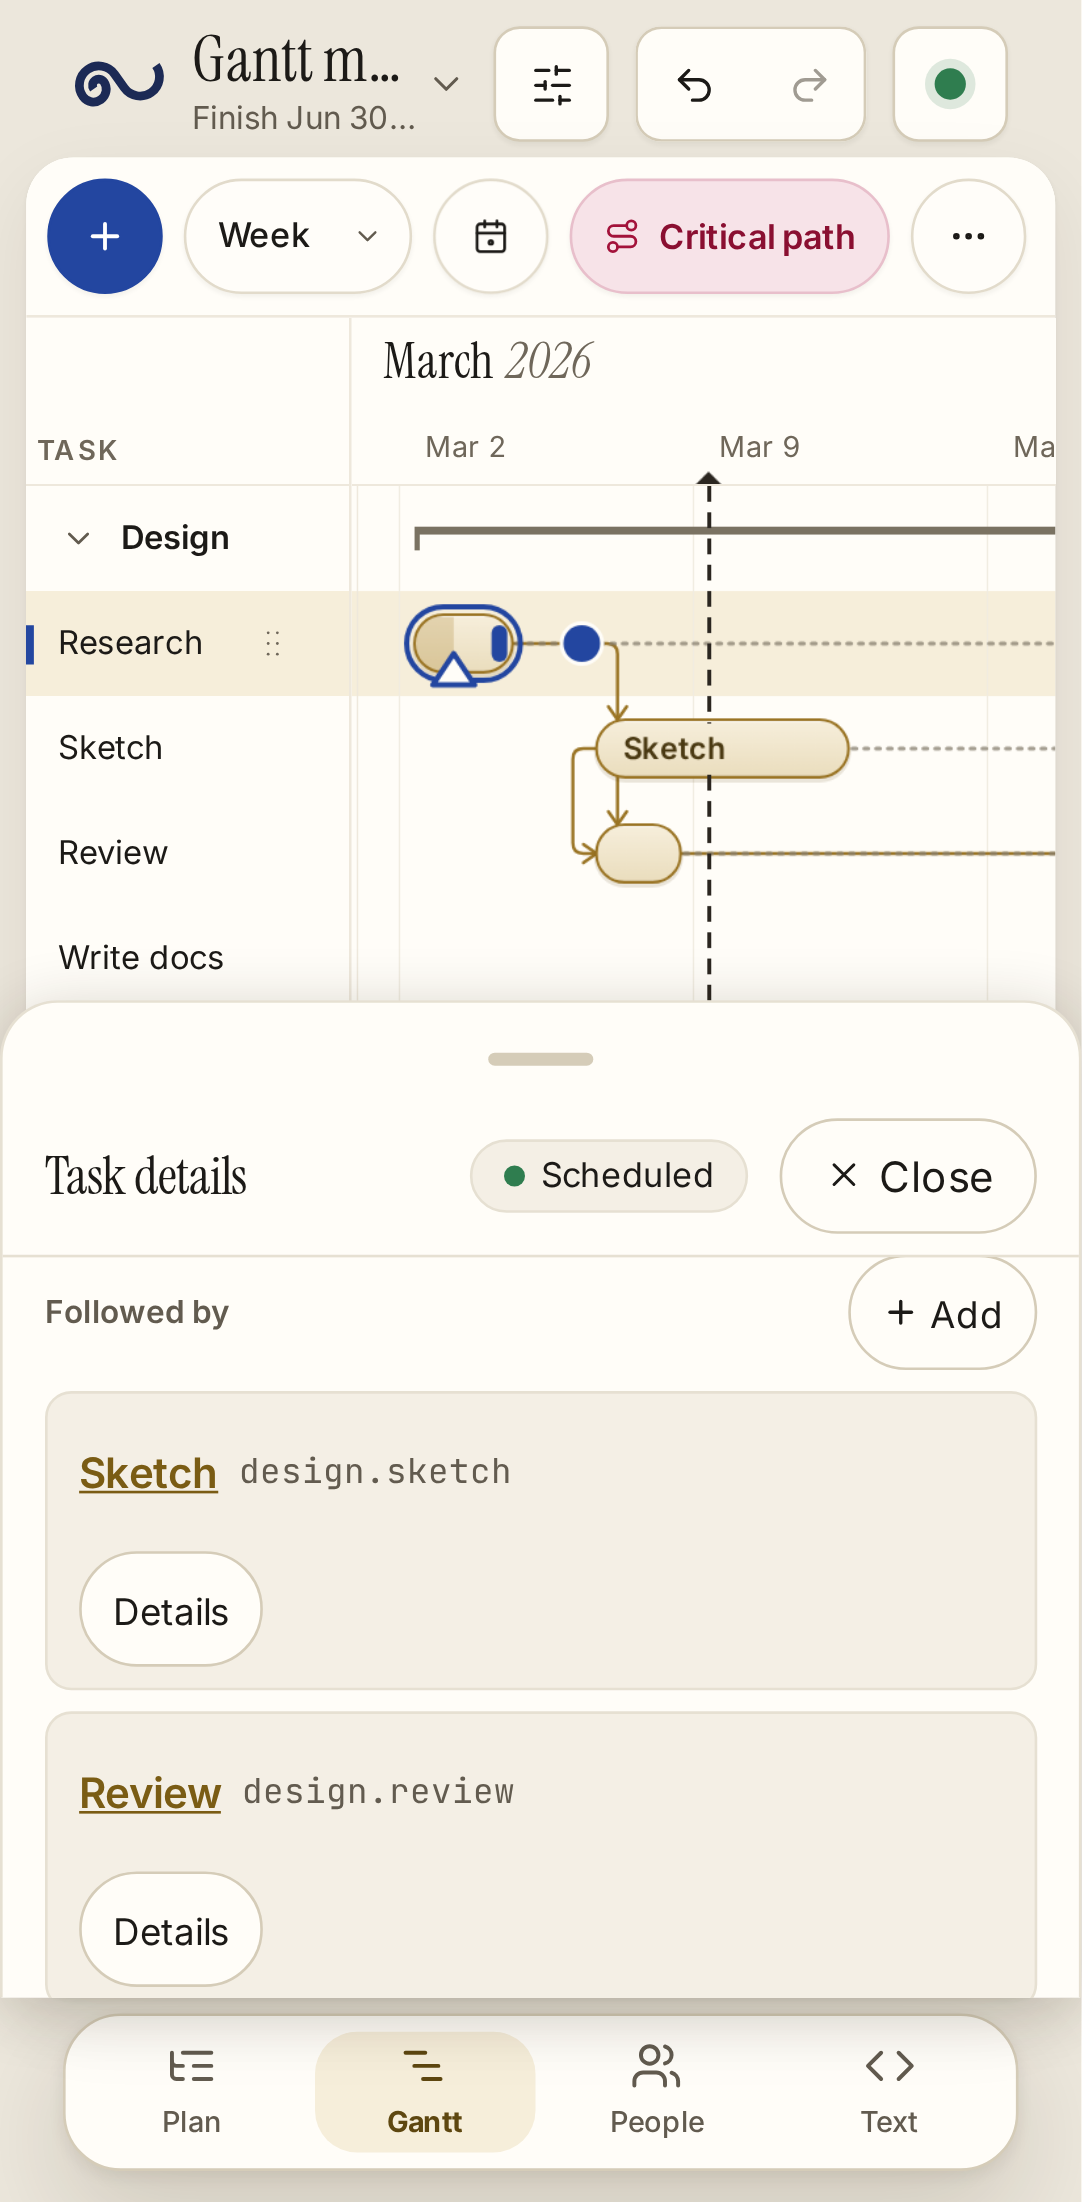 Gantt m...
Finish Jun 30...
Week
Critical path
March 2026
TASK
Mar 2
Mar 9
Ma
Design
Research
Sketch
Sketch
Review
Write docs
Task details
Scheduled
Close
Followed by
Add
Sketch design.sketch
Details
Review design.review
Details
Plan
Gantt
People
Text